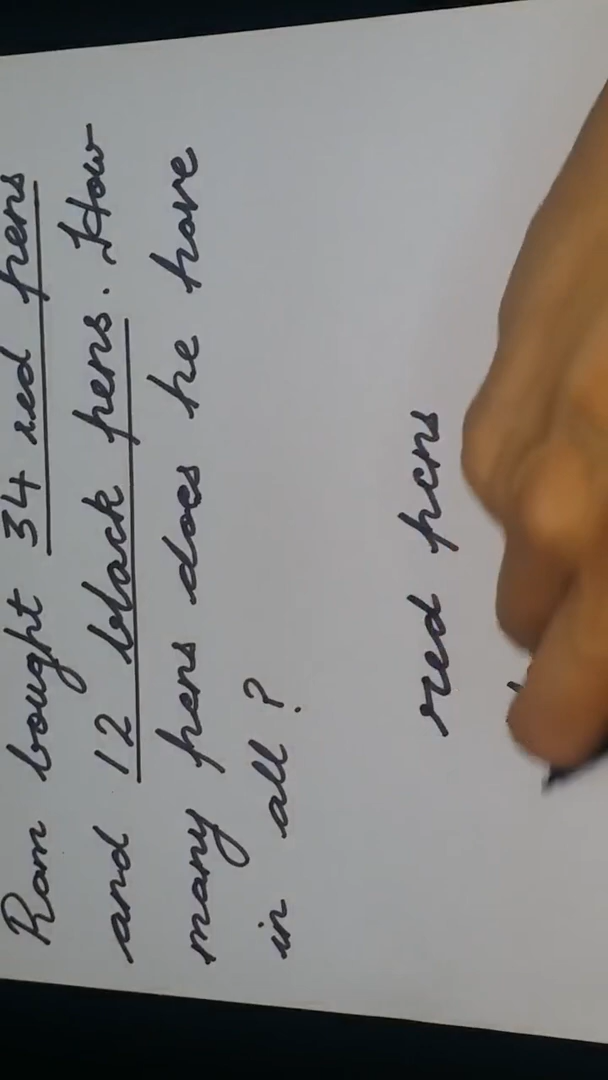 Ram bought 34 red pens
and 12 black pens. How
many pens does he have
in all?
red pens